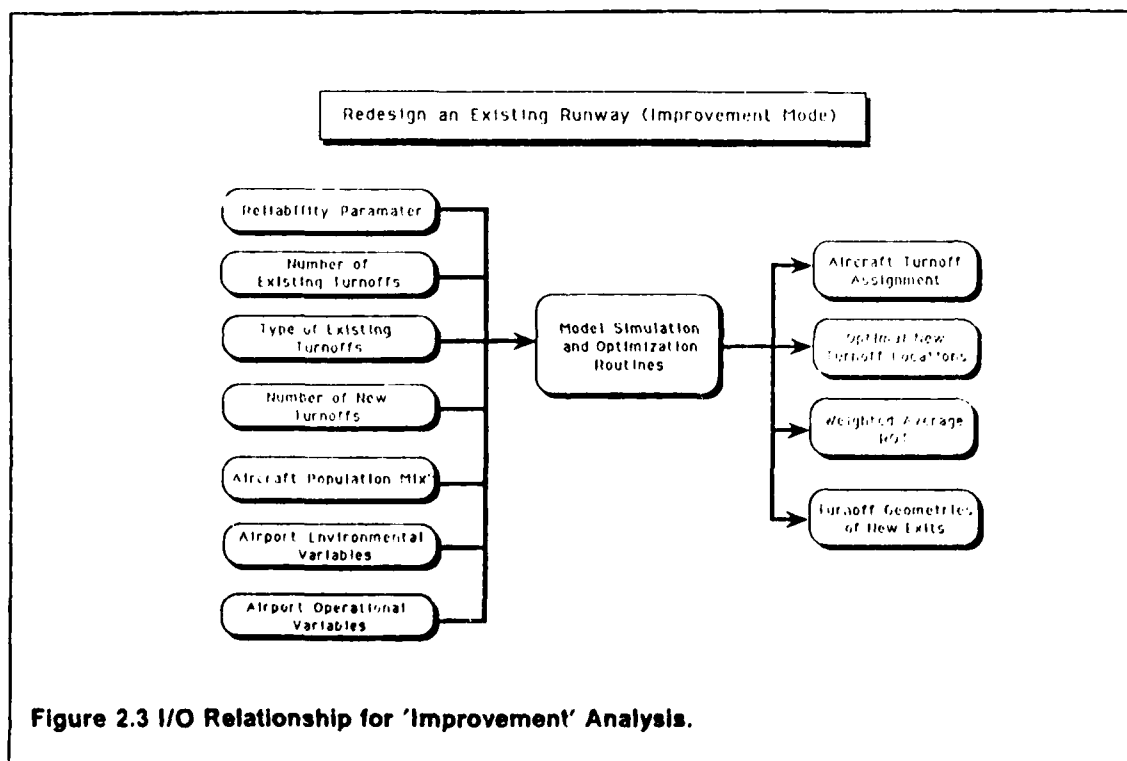 Redesign an Existing Runway (Improvement Mode)
Reliability Paramater
Number of
Existing Turnoffs
Type of Existing
Turnoffs
Number of New
Turnoffs
Aircraft Population Mix
Airport Environmental
Variables
Airport Operational
Variables
Model Simulation
and Optimization
Routines
Aircraft Turnoff
Assignment
Optimal New
Turnoff Locations
Weighted Average
ROT
Turnoff Geometries
of New Exits
Figure 2.3 I/O Relationship for 'Improvement' Analysis.